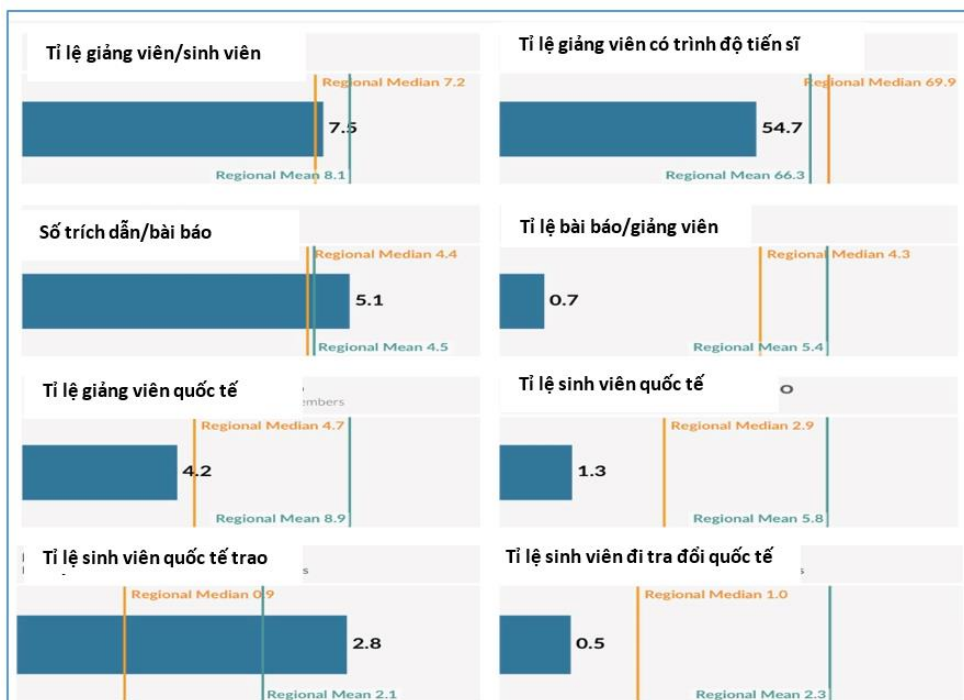 Tỉ lệ giảng viên/sinh viên
Regional Median 7.2
7.5
Regional Mean 8.1
Tỉ lệ giảng viên có trình độ tiến sĩ
Regional Median 69.9
54.7
Regional Mean 66.3
Số trích dẫn/bài báo
Regional Median 4.4
5.1
Regional Mean 4.5
Tỉ lệ bài báo/giảng viên
Regional Median 4.3
0.7
Regional Mean 5.4
Tỉ lệ giảng viên quốc tế
Regional Median 4.7
4.2
Regional Mean 8.9
Tỉ lệ sinh viên quốc tế
Regional Median 2.9
1.3
Regional Mean 5.8
Tỉ lệ sinh viên quốc tế trao
Regional Median 0.9
2.8
Regional Mean 2.1
Tỉ lệ sinh viên đi tra đổi quốc tế
Regional Median 1.0
0.5
Regional Mean 2.3